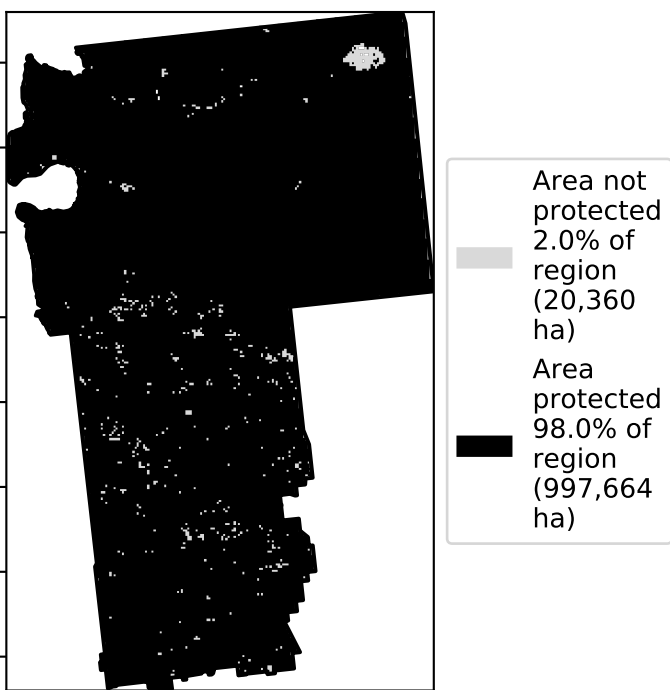 Area not
protected
2.0% of
region
(20,360
ha)
Area
protected
98.0% of
region
(997,664
ha)